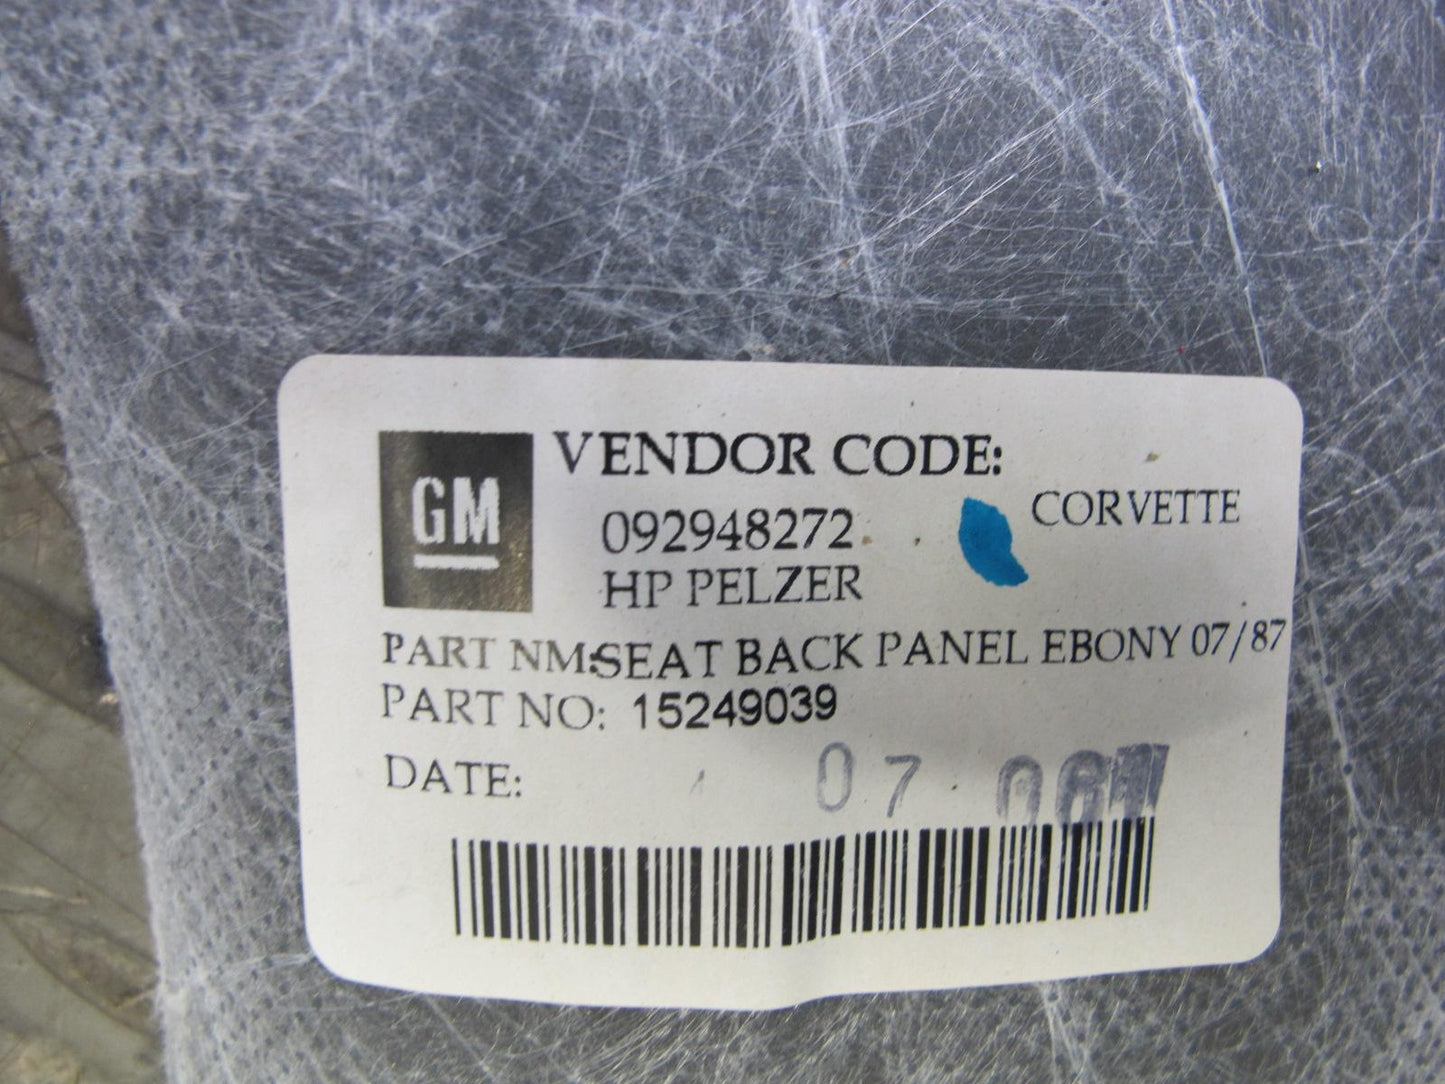 GM
VENDOR CODE:
092948272
CORVETTE
HP PELZER
PART NM:SEAT BACK PANEL EBONY 07/87
PART NO: 15249039
DATE: 07